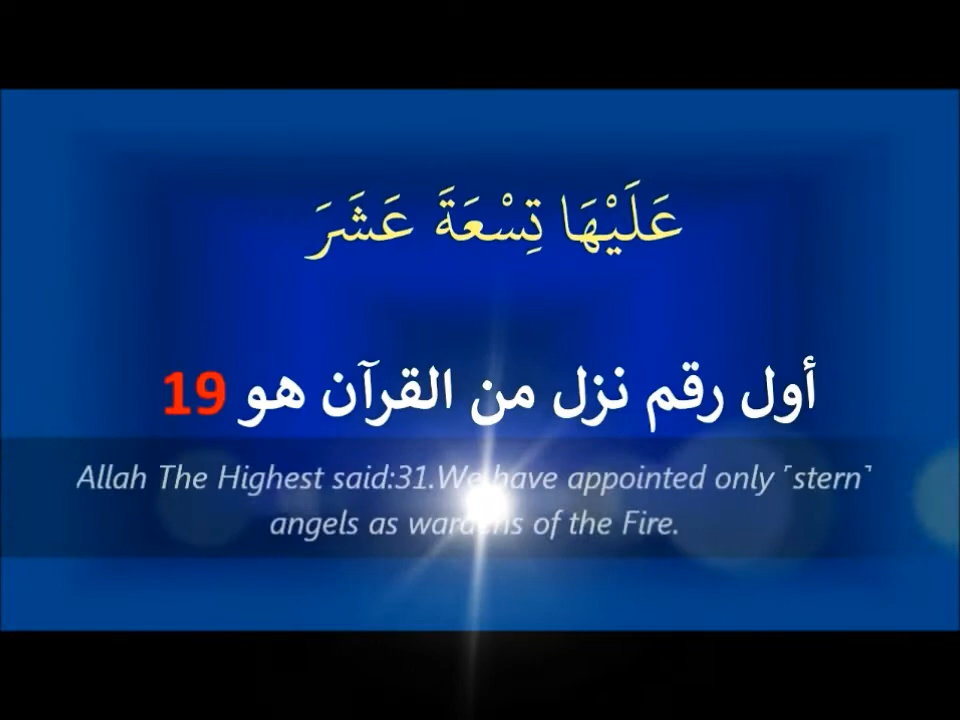 عَلَيْهَا تِسْعَةَ عَشَرَ
أول رقم نزل من القرآن هو 19
Allah The Highest said:31.We have appointed only ˹stern˺
angels as wardens of the Fire.